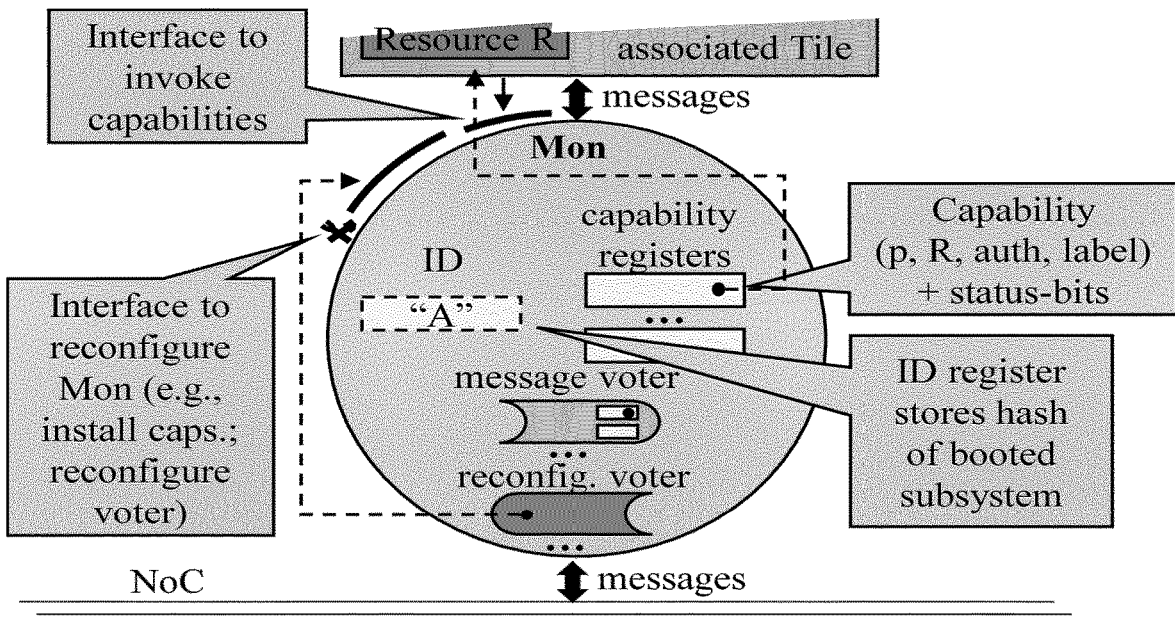 Interface to
invoke
capabilities
Resource R
associated Tile
messages
Mon
capability
registers
...
ID
“A”
Capability
(p, R, auth, label)
+ status-bits
Interface to
reconfigure
Mon (e.g.,
install caps.;
reconfigure
voter)
message voter
...
reconfig. voter
...
ID register
stores hash
of booted
subsystem
NoC
messages